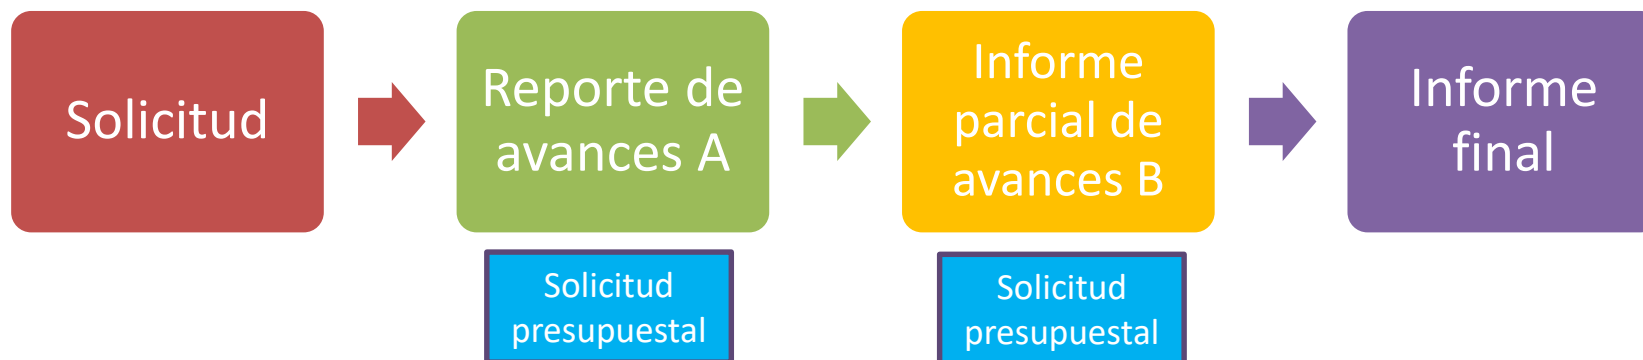 Solicitud
Reporte de
avances A
Informe
parcial de
avances B
Informe
final
Solicitud
presupuestal
Solicitud
presupuestal